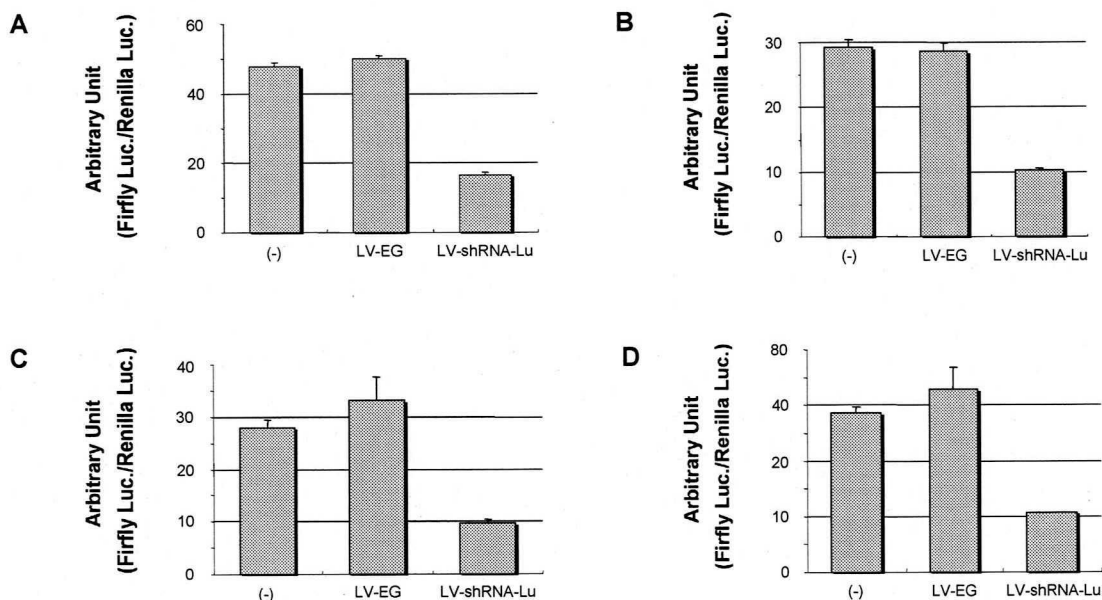 A
Arbitrary Unit
(Firfly Luc./Renilla Luc.)
60
40
20
0
(-)
LV-EG
LV-shRNA-Lu
B
Arbitrary Unit
(Firfly Luc./Renilla Luc.)
30
20
10
0
(-)
LV-EG
LV-shRNA-Lu
C
Arbitrary Unit
(Firfly Luc./Renilla Luc.)
40
30
20
10
0
(-)
LV-EG
LV-shRNA-Lu
D
Arbitrary Unit
(Firfly Luc./Renilla Luc.)
80
40
20
10
0
(-)
LV-EG
LV-shRNA-Lu